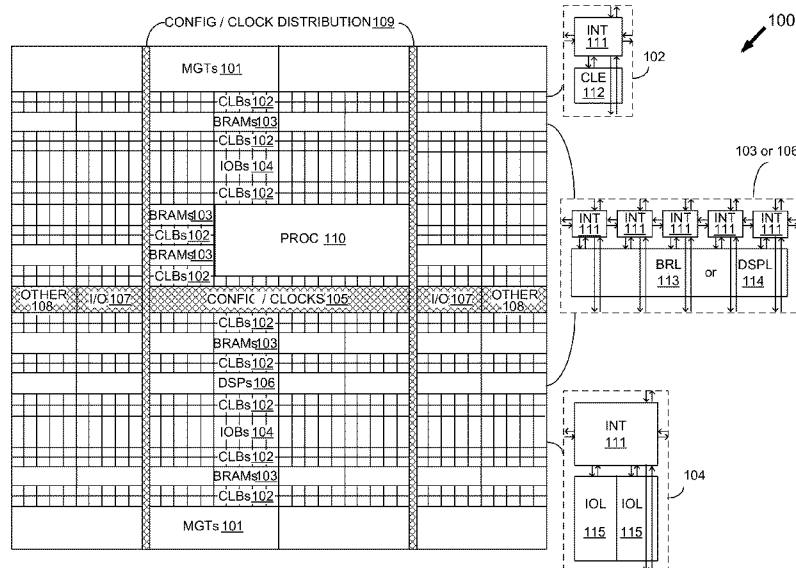 CONFIG / CLOCK DISTRIBUTION 109
100
MGTs 101
CLBs 102
BRAMs 103
CLBs 102
IOBs 104
CLBs 102
BRAMs 103
CLBs 102
BRAMs 103
CLBs 102
PROC 110
OTHER 108
I/O 107
CONFIG / CLOCKS 105
I/O 107
OTHER 108
CLBs 102
BRAMs 103
CLBs 102
DSPs 106
CLBs 102
IOBs 104
CLBs 102
BRAMs 103
CLBs 102
MGTs 101
INT
111
CLE
112
102
103 or 106
INT
111
INT
111
INT
111
INT
111
INT
111
BRL
113
or
DSPL
114
INT
111
104
IOL
115
IOL
115